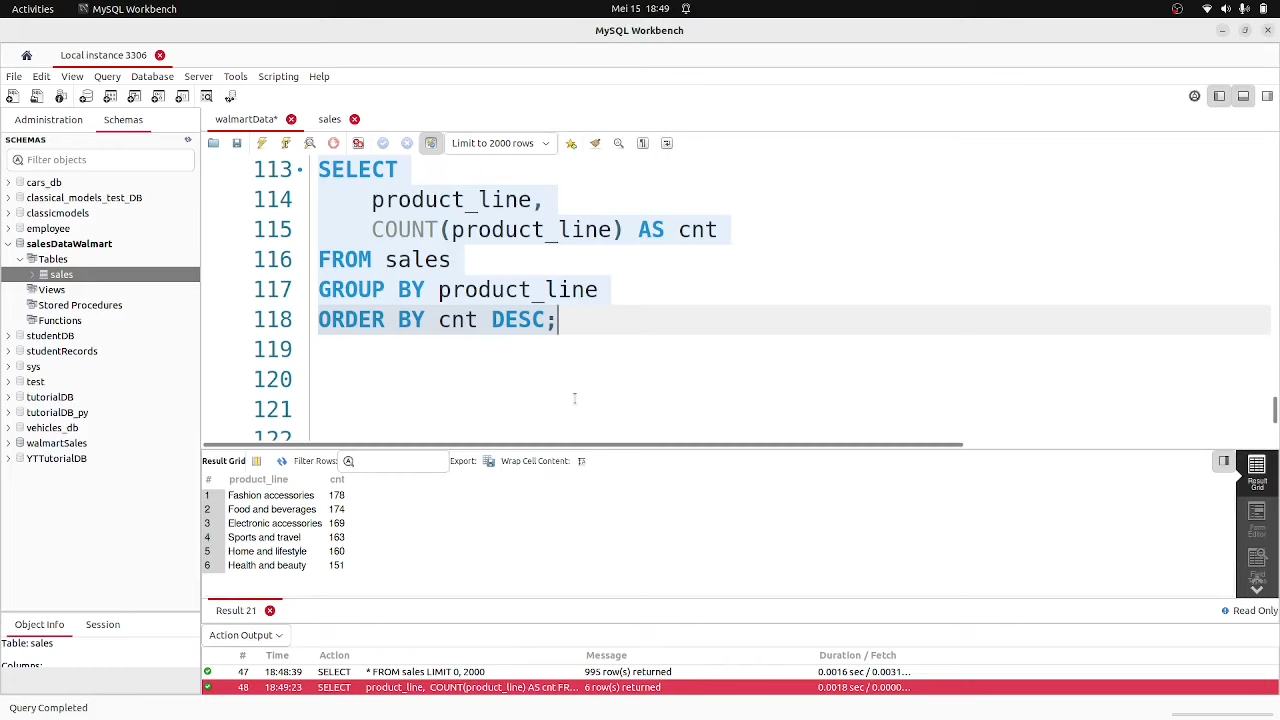 Activities MySQL Workbench Mei 15 18:49
MySQL Workbench
Local instance 3306
File Edit View Query Database Server Tools Scripting Help
Administration Schemas
walmartData* sales
SCHEMAS
Limit to 2000 rows
Filter objects
cars_db
classical_models_test_DB
classicmodels
employee
salesDataWalmart
Tables
sales
Views
Stored Procedures
Functions
studentDB
studentRecords
sys
test
tutorialDB
tutorialDB_py
vehicles_db
walmartSales
YTTutorialDB
113 SELECT
114 product_line,
115 COUNT(product_line) AS cnt
116 FROM sales
117 GROUP BY product_line
118 ORDER BY cnt DESC;
119
120
121
122
Result Grid Filter Rows: Export: Wrap Cell Content:
# product_line cnt
1 Fashion accessories 178
2 Food and beverages 174
3 Electronic accessories 169
4 Sports and travel 163
5 Home and lifestyle 160
6 Health and beauty 151
Result Grid
Form Editor
Field Types
Result 21 Read Only
Object Info Session
Table: sales
Columns:
Action Output
# Time Action Message Duration / Fetch
47 18:48:39 SELECT * FROM sales LIMIT 0, 2000 995 row(s) returned 0.0016 sec / 0.0031...
48 18:49:23 SELECT product_line, COUNT(product_line) AS cnt FR... 6 row(s) returned 0.0018 sec / 0.0000...
Query Completed